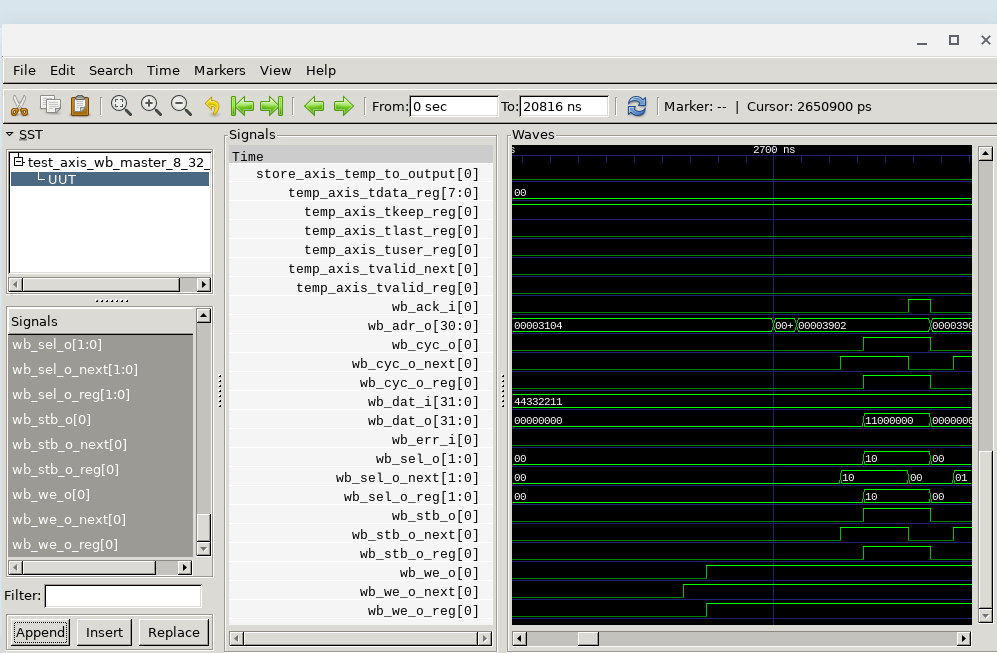 File Edit Search Time Markers View Help
From: 0 sec To: 20816 ns Marker: -- | Cursor: 2650900 ps
SST
test_axis_wb_master_8_32_
UUT
Signals
wb_sel_o[1:0]
wb_sel_o_next[1:0]
wb_sel_o_reg[1:0]
wb_stb_o[0]
wb_stb_o_next[0]
wb_stb_o_reg[0]
wb_we_o[0]
wb_we_o_next[0]
wb_we_o_reg[0]
Filter:
Append Insert Replace
Signals
Time
store_axis_temp_to_output[0]
temp_axis_tdata_reg[7:0]
temp_axis_tkeep_reg[0]
temp_axis_tlast_reg[0]
temp_axis_tuser_reg[0]
temp_axis_tvalid_next[0]
temp_axis_tvalid_reg[0]
wb_ack_i[0]
wb_adr_o[30:0]
wb_cyc_o[0]
wb_cyc_o_next[0]
wb_cyc_o_reg[0]
wb_dat_i[31:0]
wb_dat_o[31:0]
wb_err_i[0]
wb_sel_o[1:0]
wb_sel_o_next[1:0]
wb_sel_o_reg[1:0]
wb_stb_o[0]
wb_stb_o_next[0]
wb_stb_o_reg[0]
wb_we_o[0]
wb_we_o_next[0]
wb_we_o_reg[0]
Waves
s 2700 ns
00
00003104 00+ 00003902 0000390
44332211
00000000 11000000 0000000
00 10 00
00 10 00 01
00 10 00